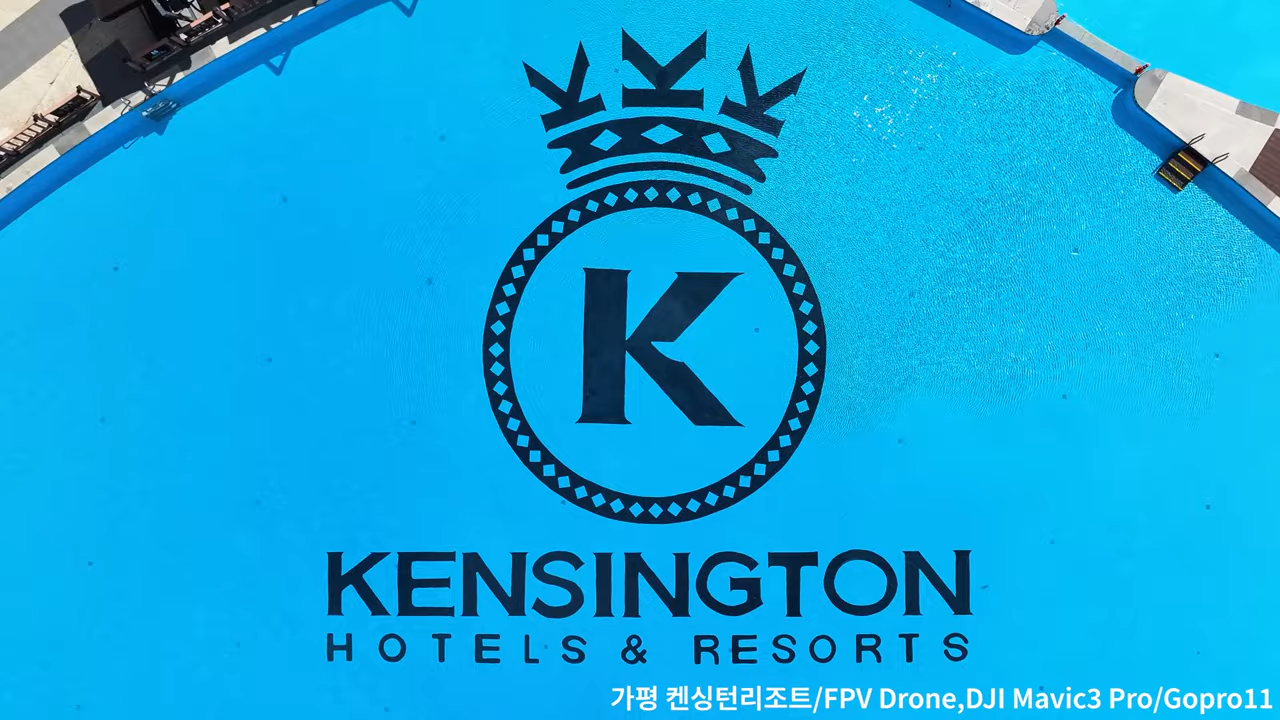 K K K
K
KENSINGTON
HOTELS & RESORTS
가평 켄싱턴리조트/FPV Drone,DJI Mavic3 Pro/Gopro11